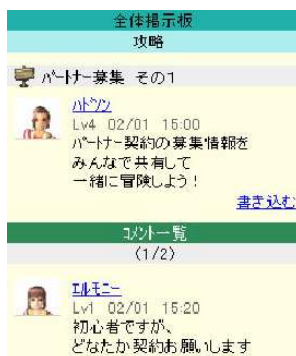 全体掲示板
攻略
ﾊﾟｰﾄﾅｰ募集 その1
ﾊﾄﾞｿﾝ
Lv4 02/01 15:00
ﾊﾟｰﾄﾅｰ契約の募集情報を
みんなで共有して
一緒に冒険しよう!
書き込む
ｺﾒﾝﾄ一覧
(1/2)
ｴﾙﾓﾆｰ
Lv1 02/01 15:20
初心者ですが、
どなたか契約お願いします